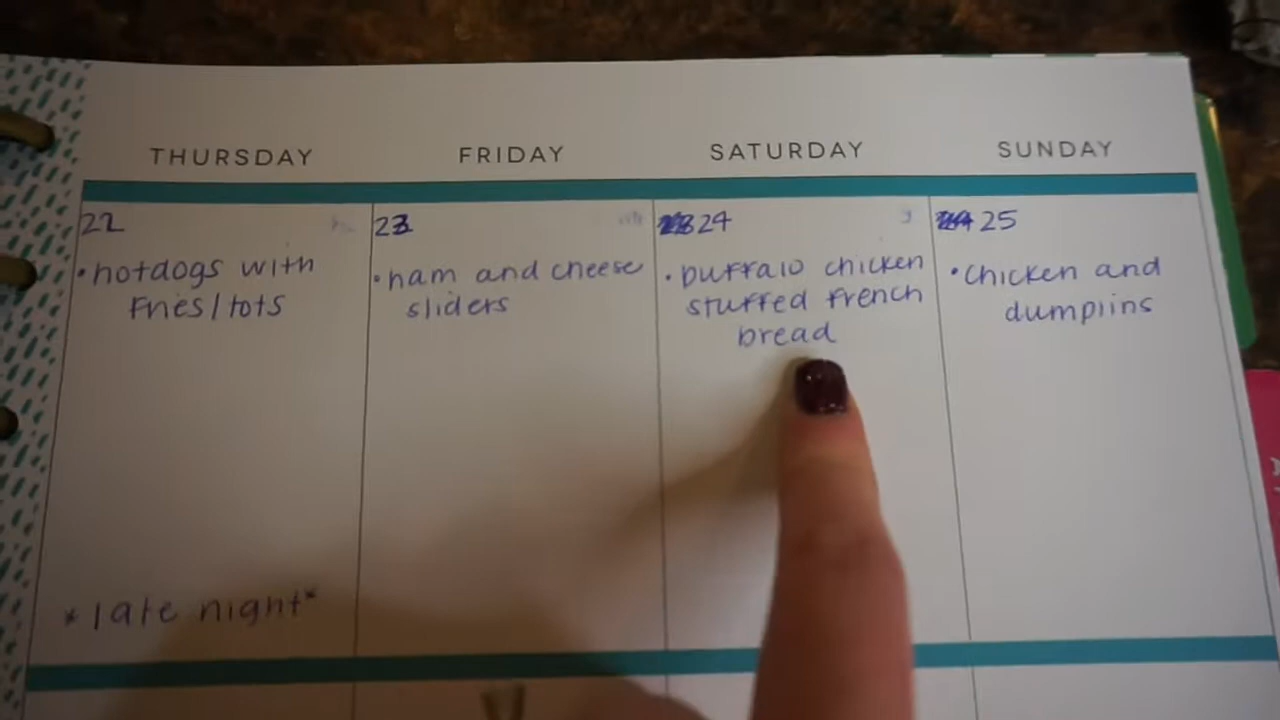 THURSDAY FRIDAY SATURDAY SUNDAY
22 23 24 25
•hotdogs with
fries/tots
•ham and cheese
sliders
•buffalo chicken
stuffed french
bread
•chicken and
dumplins
*late night*